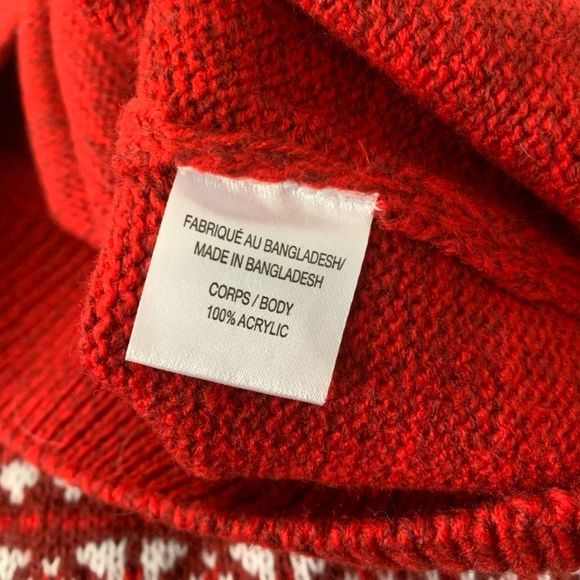 FABRIQUÉ AU BANGLADESH/
MADE IN BANGLADESH
CORPS / BODY
100% ACRYLIC